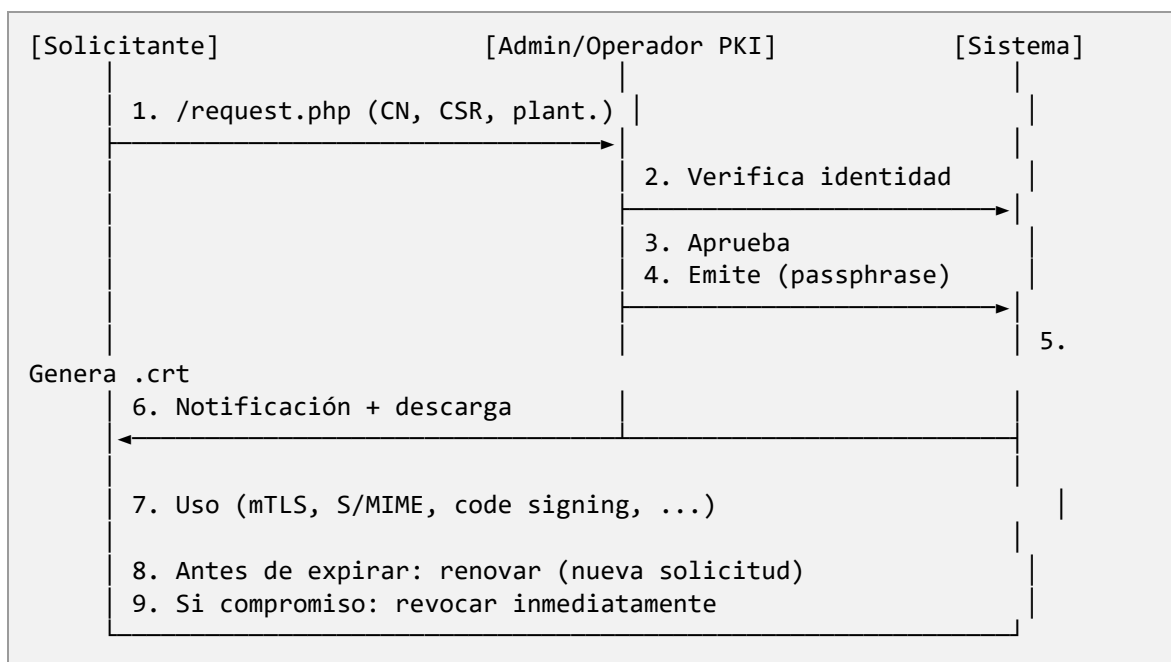 [Solicitante] [Admin/Operador PKI] [Sistema]
1. /request.php (CN, CSR, plant.)
2. Verifica identidad
3. Aprueba
4. Emite (passphrase)
5.
Genera .crt
6. Notificación + descarga
7. Uso (mTLS, S/MIME, code signing, ...)
8. Antes de expirar: renovar (nueva solicitud)
9. Si compromiso: revocar inmediatamente